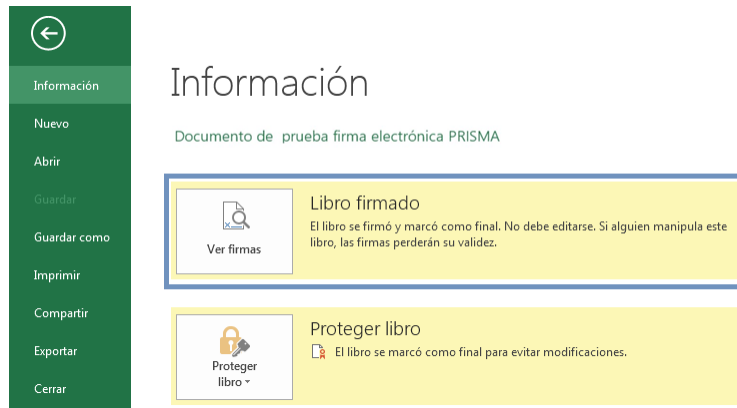 Información
Nuevo
Abrir
Guardar
Guardar como
Imprimir
Compartir
Exportar
Cerrar
Información
Documento de prueba firma electrónica PRISMA
Ver firmas
Libro firmado
El libro se firmó y marcó como final. No debe editarse. Si alguien manipula este
libro, las firmas perderán su validez.
Proteger
libro
Proteger libro
El libro se marcó como final para evitar modificaciones.